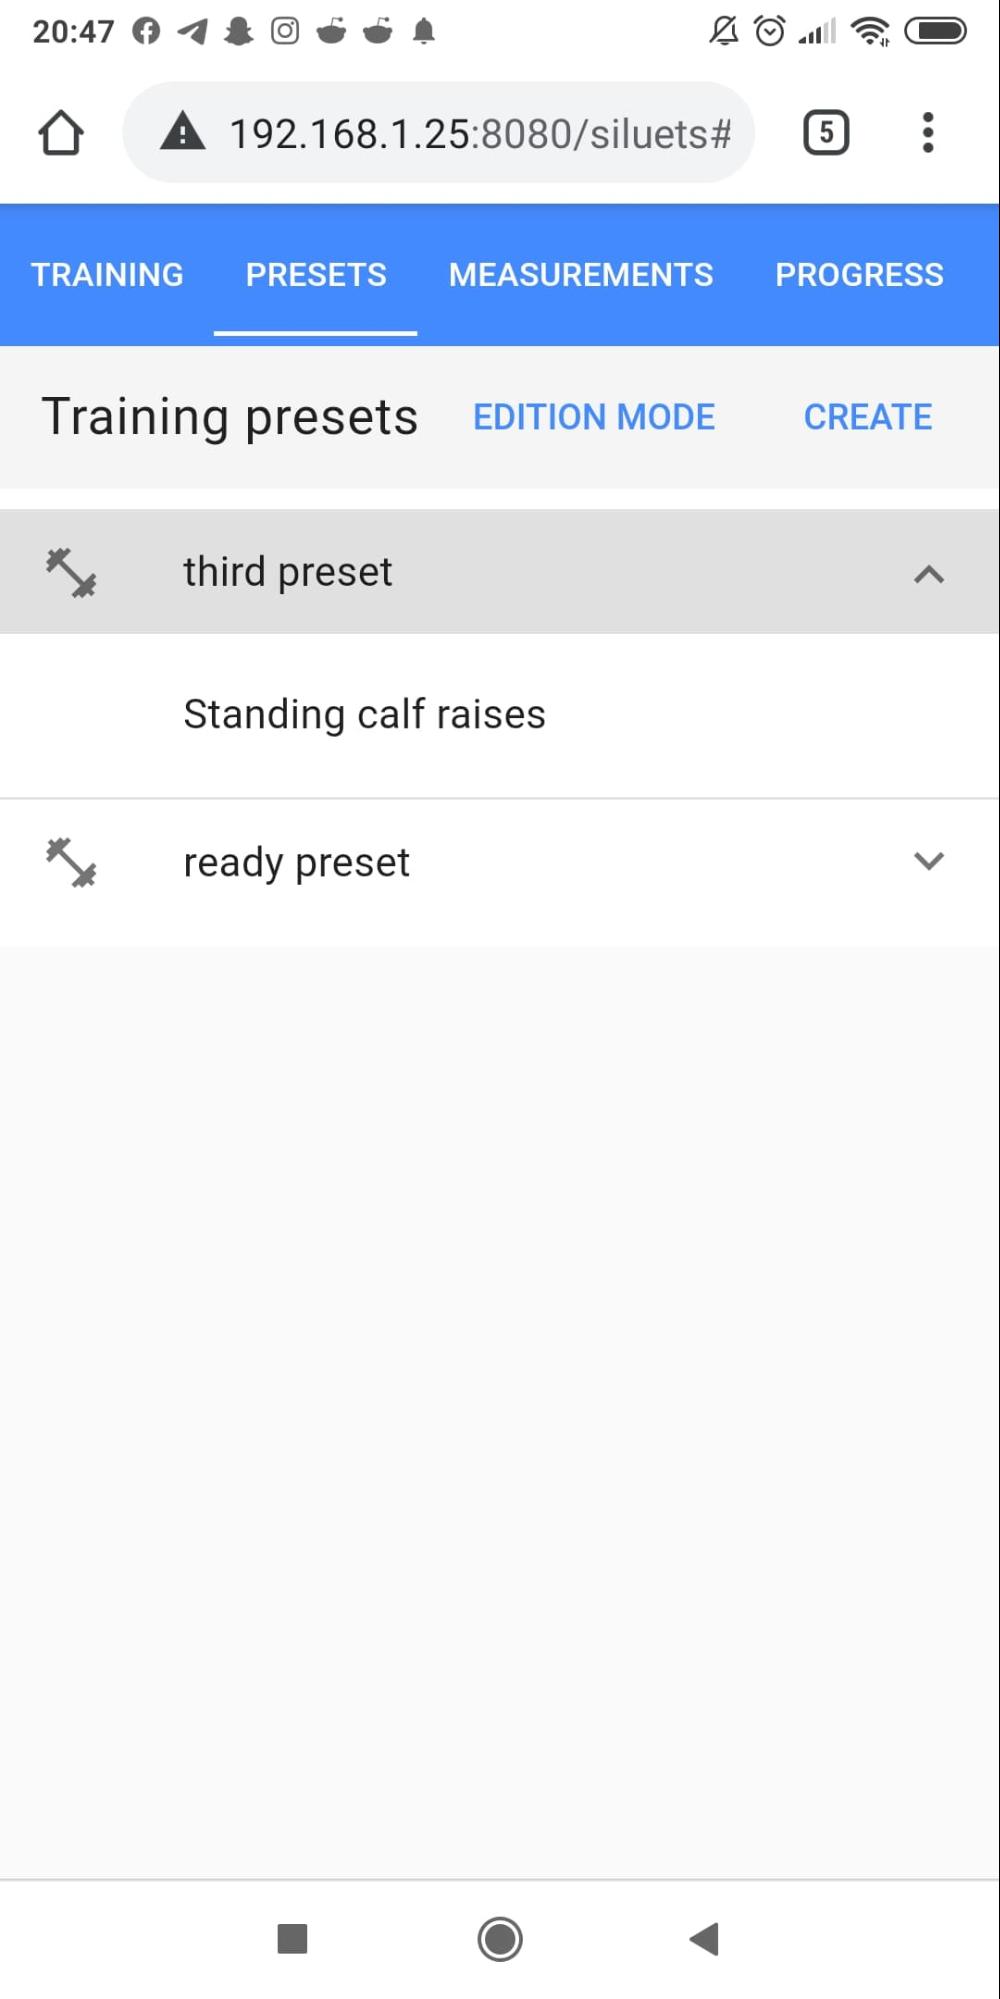 20:47
192.168.1.25:8080/siluets#
5
TRAINING PRESETS MEASUREMENTS PROGRESS
Training presets EDITION MODE CREATE
third preset
Standing calf raises
ready preset